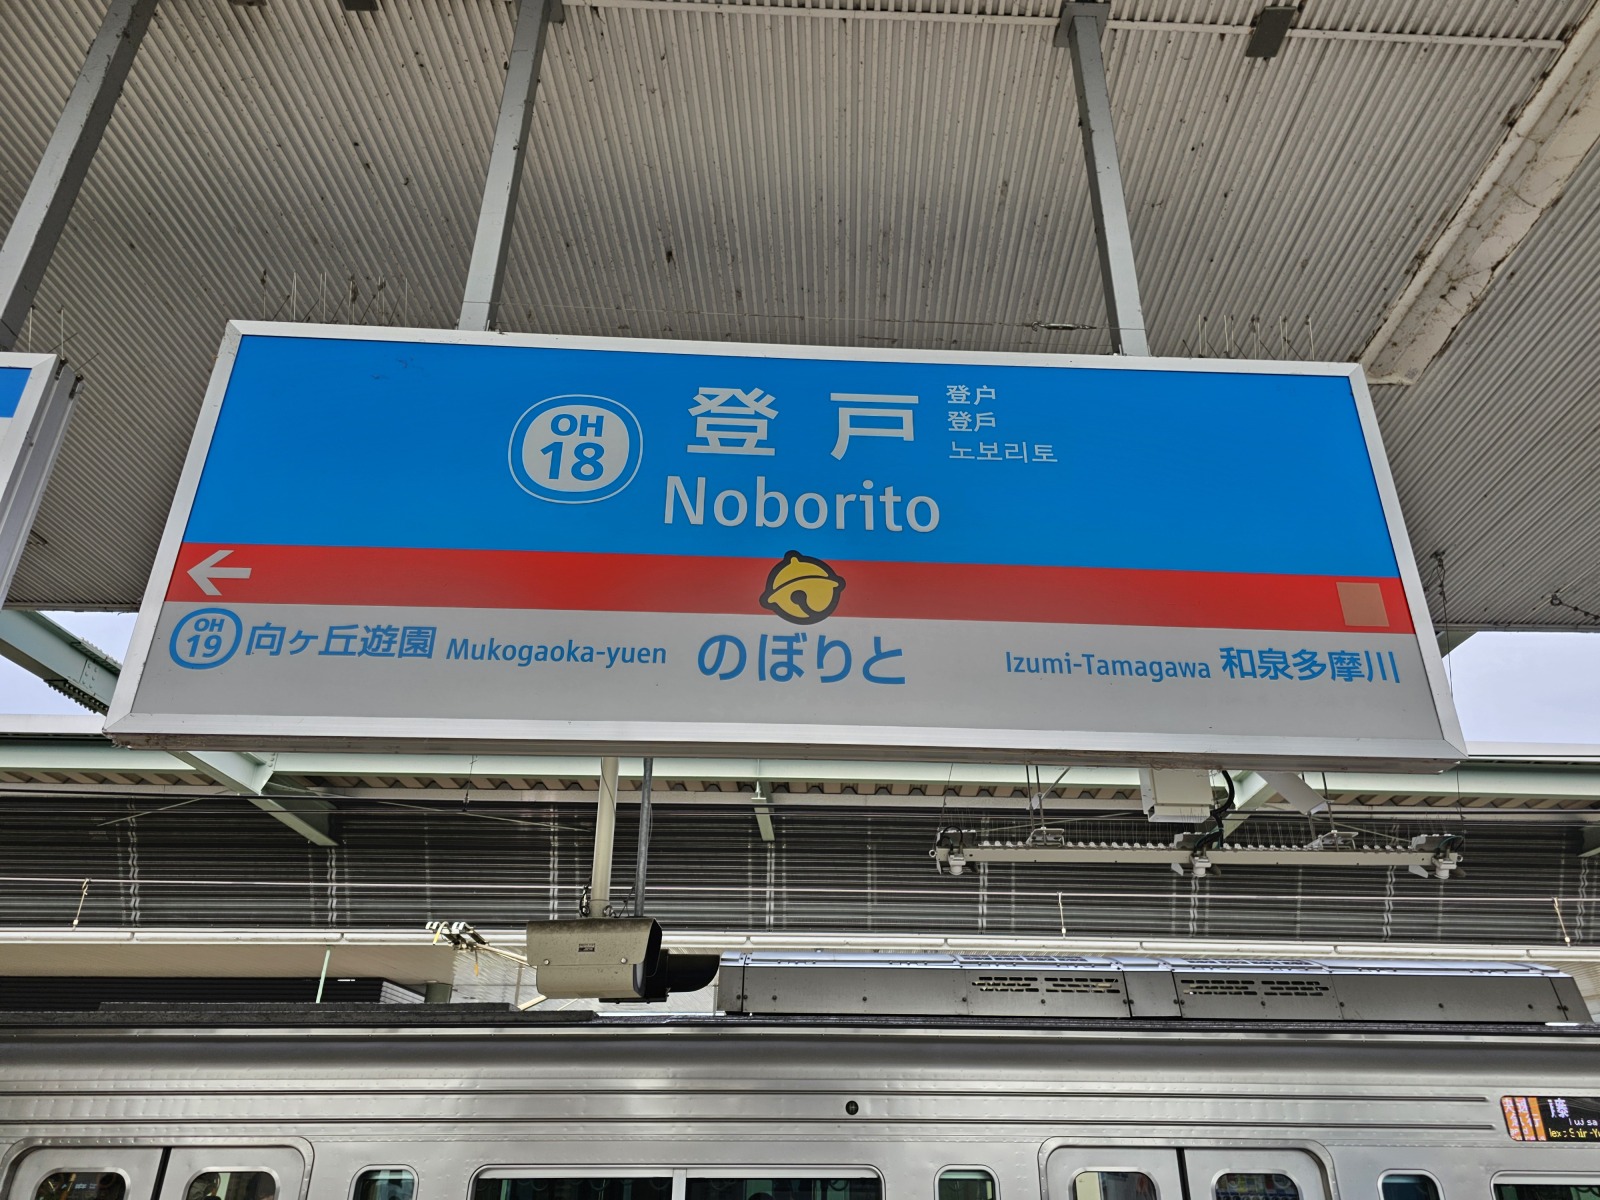 OH
18
登戸
登户
登戶
노보리토
Noborito
OH
19
向ヶ丘遊園 Mukogaoka-yuen
のぼりと
Izumi-Tamagawa 和泉多摩川